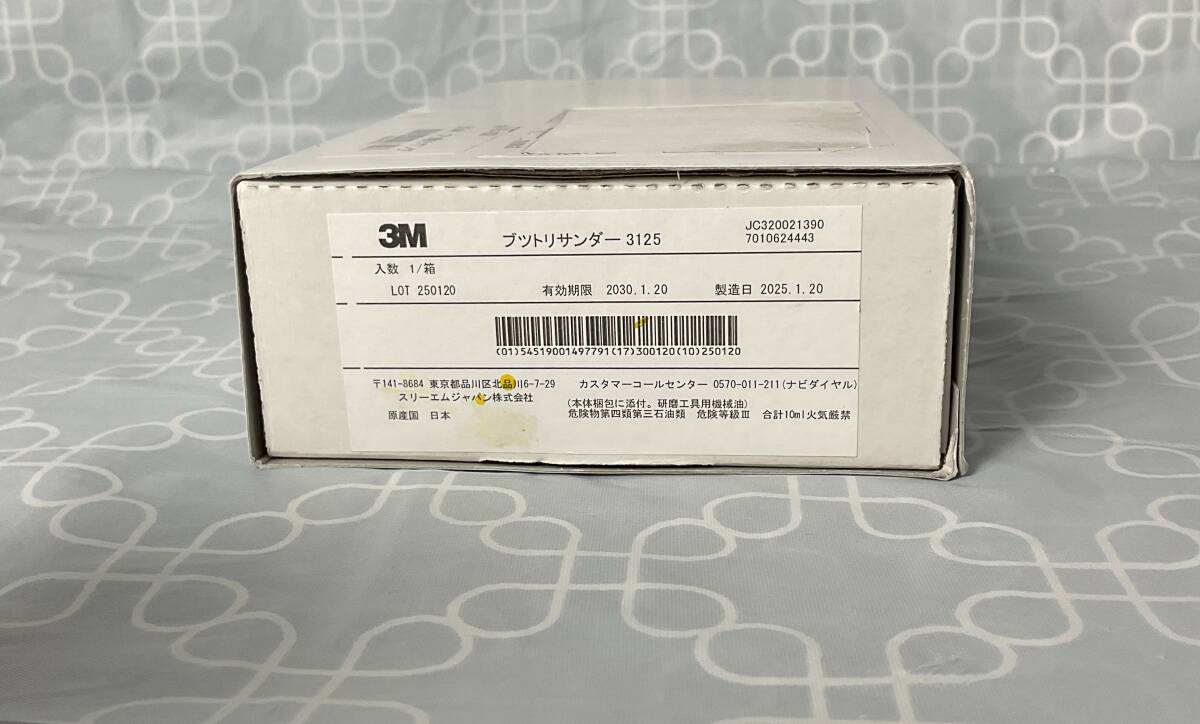 3M
ブツトリサンダー 3125
JC320021390
7010624443
入数 1/箱
LOT 250120 有効期限 2030.1.20 製造日 2025.1.20
(01)54519001497791(17)300120(10)250120
〒141-8684 東京都品川区北品川6-7-29 カスタマーコールセンター 0570-011-211(ナビダイヤル)
スリーエムジャパン株式会社
(本体梱包に添付。研磨工具用機械油)
原産国 日本 危険物第四類第三石油類 危険等級Ⅲ 合計10ml火気厳禁